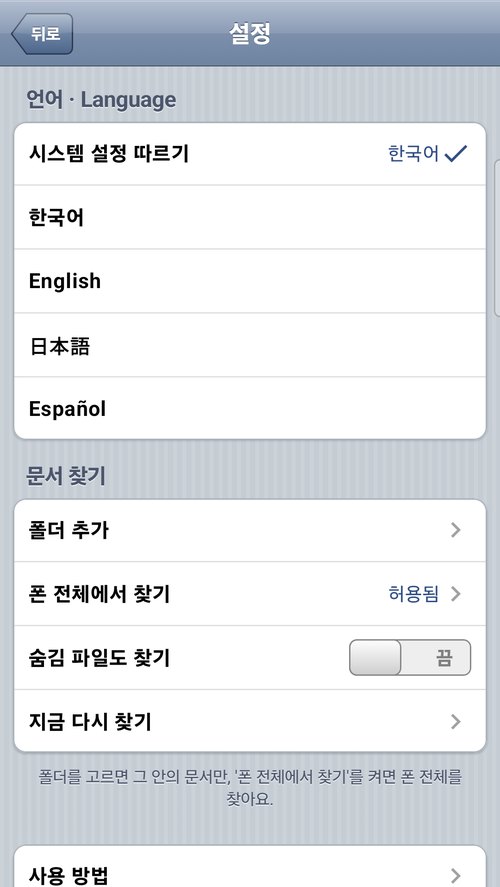 뒤로
설정
언어 · Language
시스템 설정 따르기 한국어
한국어
English
日本語
Español
문서 찾기
폴더 추가
폰 전체에서 찾기 허용됨
숨김 파일도 찾기 끔
지금 다시 찾기
폴더를 고르면 그 안의 문서만, '폰 전체에서 찾기'를 켜면 폰 전체를
찾아요.
사용 방법